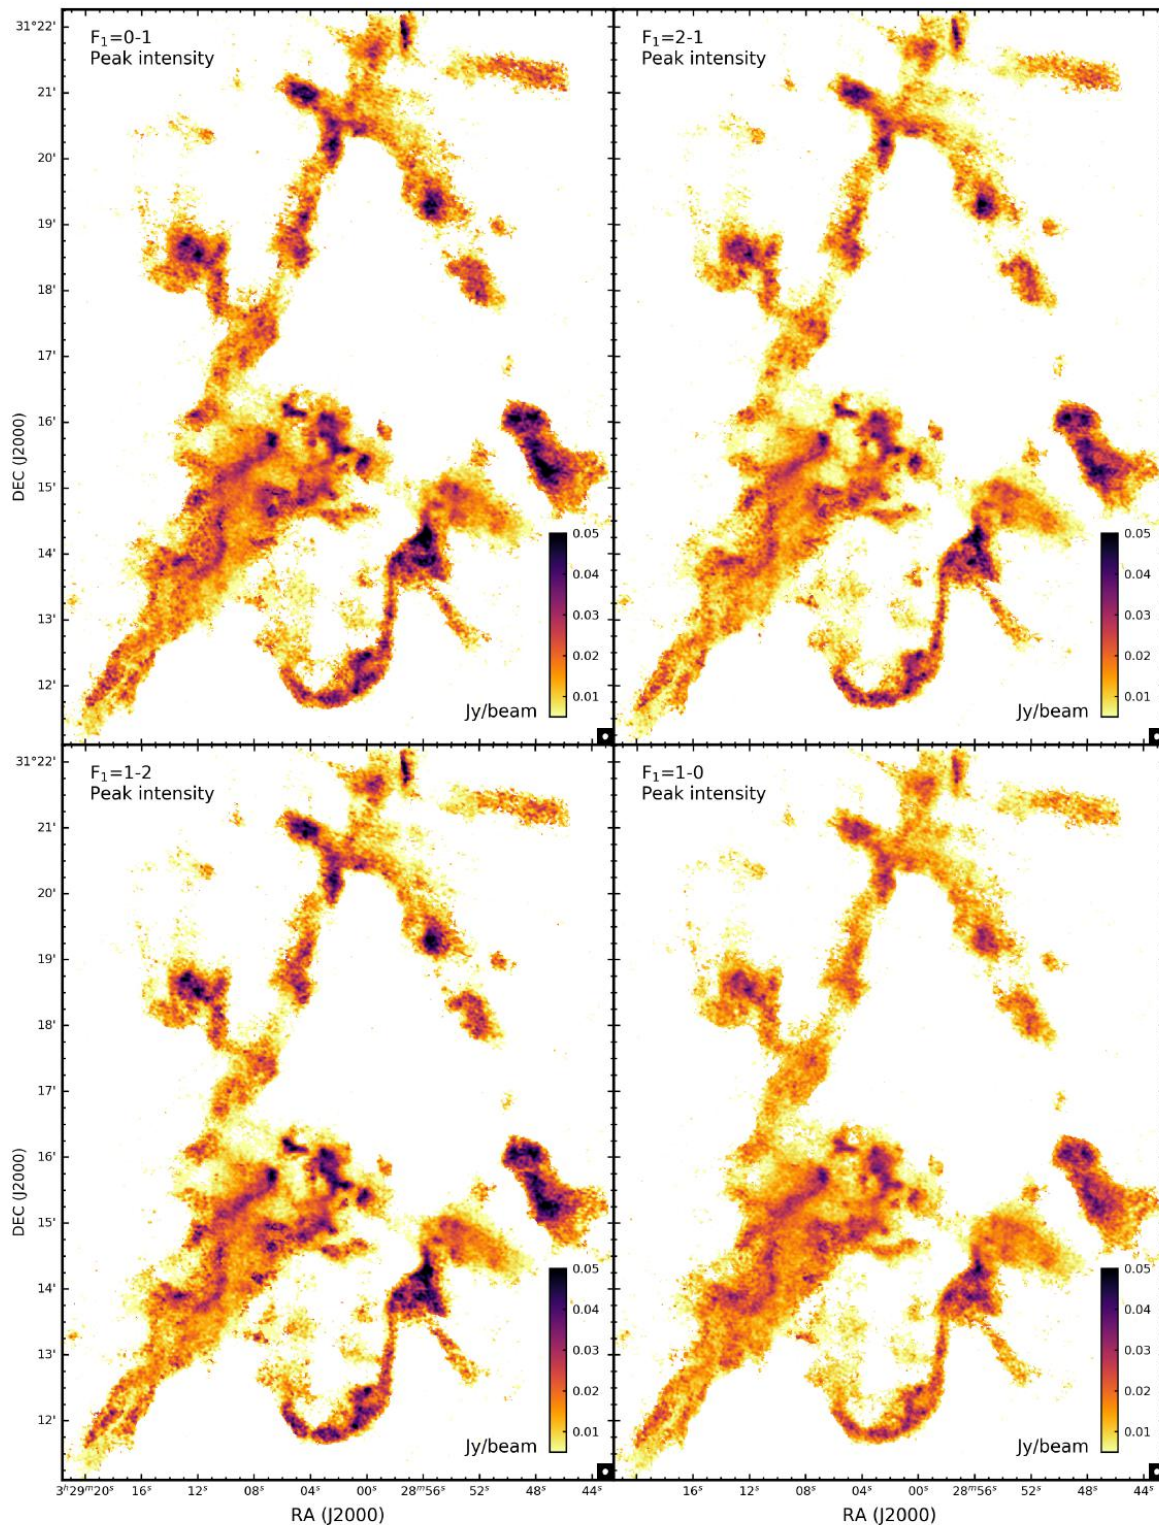 F₁=0-1
Peak intensity
F₁=2-1
Peak intensity
31°22'
21'
20'
19'
18'
17'
16'
15'
14'
13'
12'
DEC (J2000)
0.05
0.04
0.03
0.02
0.01
Jy/beam
0.05
0.04
0.03
0.02
0.01
Jy/beam
F₁=1-2
Peak intensity
F₁=1-0
Peak intensity
31°22'
21'
20'
19'
18'
17'
16'
15'
14'
13'
12'
DEC (J2000)
0.05
0.04
0.03
0.02
0.01
Jy/beam
0.05
0.04
0.03
0.02
0.01
Jy/beam
3ʰ29ᵐ20ˢ 16ˢ 12ˢ 08ˢ 04ˢ 00ˢ 28ᵐ56ˢ 52ˢ 48ˢ 44ˢ 16ˢ 12ˢ 08ˢ 04ˢ 00ˢ 28ᵐ56ˢ 52ˢ 48ˢ 44ˢ
RA (J2000) RA (J2000)